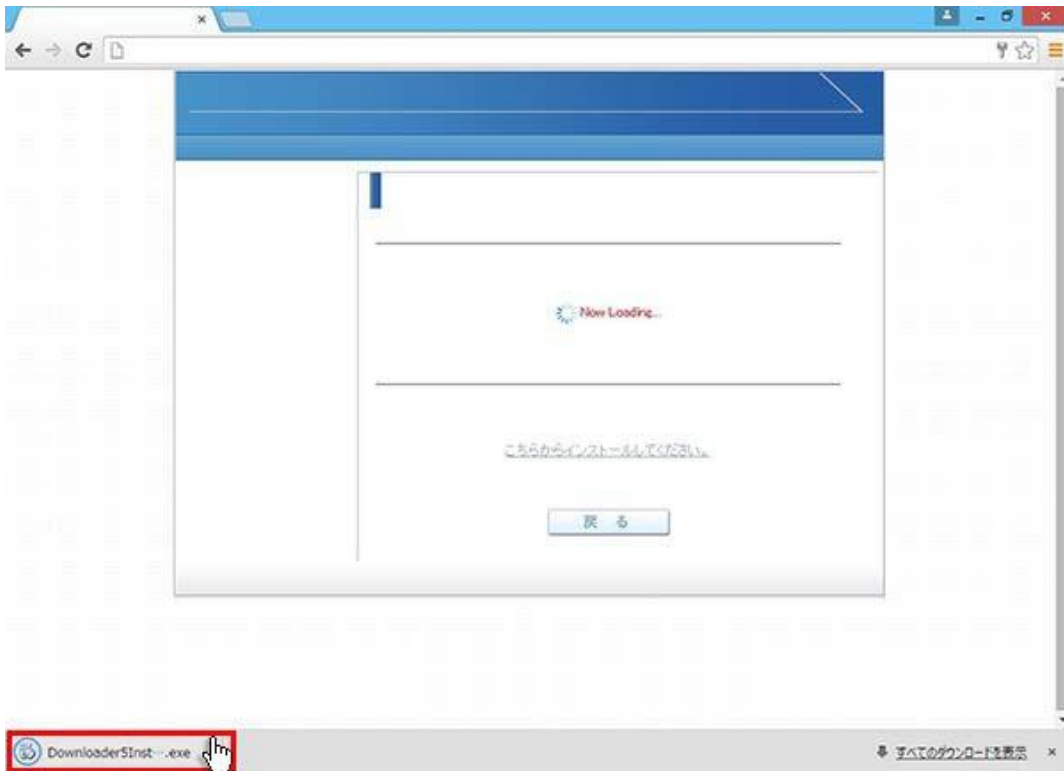 Now Loading...
こちらからインストールしてください。
戻 る
Downloader5Inst….exe
すべてのダウンロードを表示